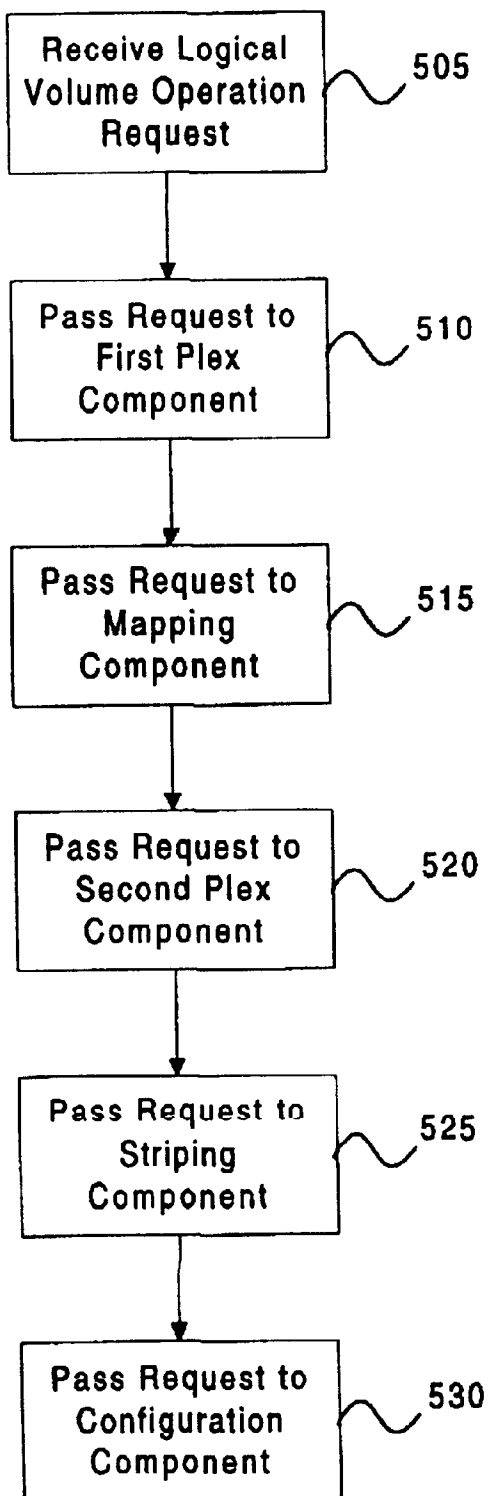 Receive Logical
Volume Operation
Request
505
Pass Request to
First Plex
Component
510
Pass Request to
Mapping
Component
515
Pass Request to
Second Plex
Component
520
Pass Request to
Striping
Component
525
Pass Request to
Configuration
Component
530